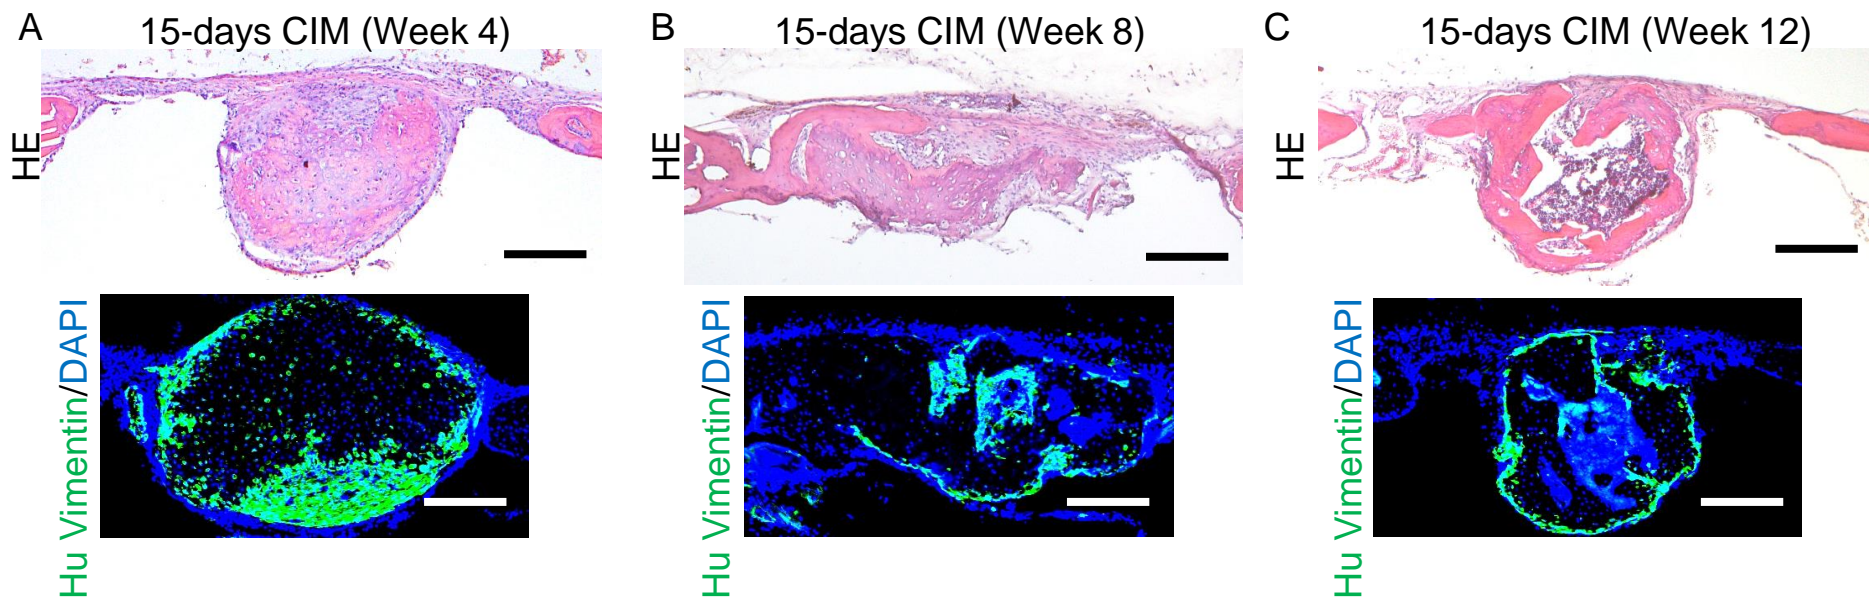 A 15-days CIM (Week 4)
B 15-days CIM (Week 8)
C 15-days CIM (Week 12)
HE
HE
HE
Hu Vimentin/DAPI
Hu Vimentin/DAPI
Hu Vimentin/DAPI